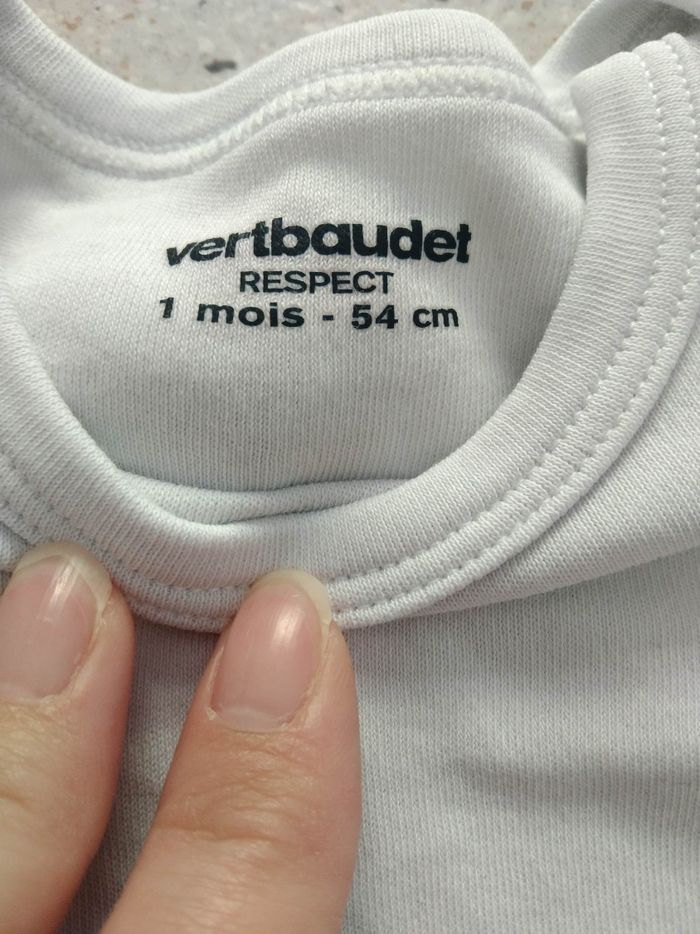 vertbaudet
RESPECT
1 mois - 54 cm